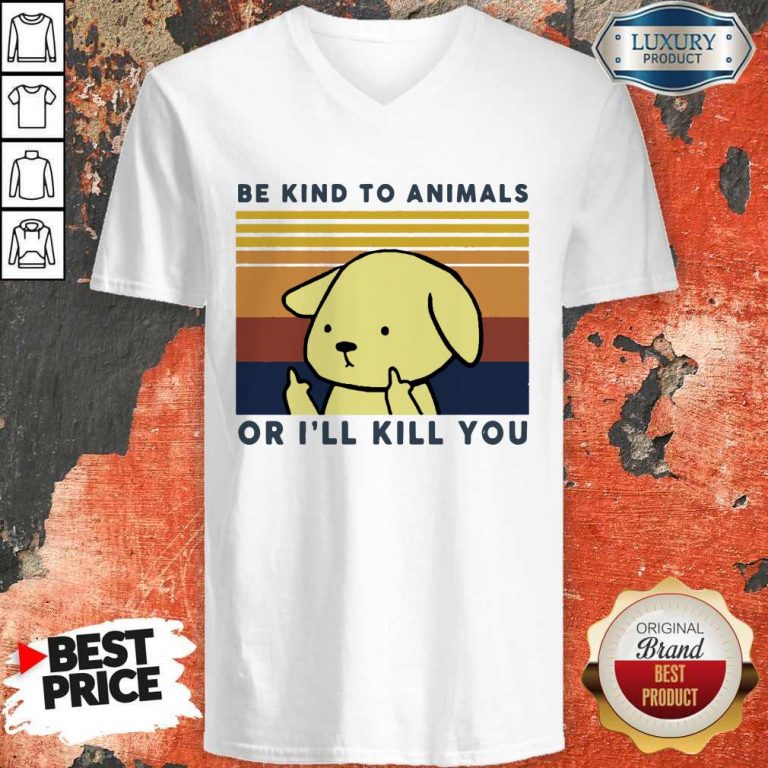 LUXURY
PRODUCT
BE KIND TO ANIMALS
OR I'LL KILL YOU
BEST
PRICE
ORIGINAL
Brand
BEST
PRODUCT